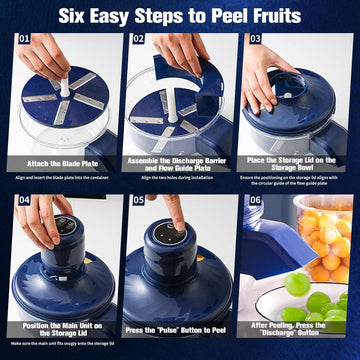 Six Easy Steps to Peel Fruits
01
02
03
Attach the Blade Plate
Align and insert the blade plate into the container
Assemble the Discharge Barrier
and Flow Guide Plate
Align the two holes during installation
Place the Storage Lid on the
Storage Bowl
Ensure the positioning on the storage lid aligns with
the circular guide of the flow guide plate
04
05
06
Position the Main Unit on
the Storage Lid
Make sure the main unit fits snugly onto the storage lid
Press the "Pulse" Button to Peel
After Peeling, Press the
"Discharge" Button